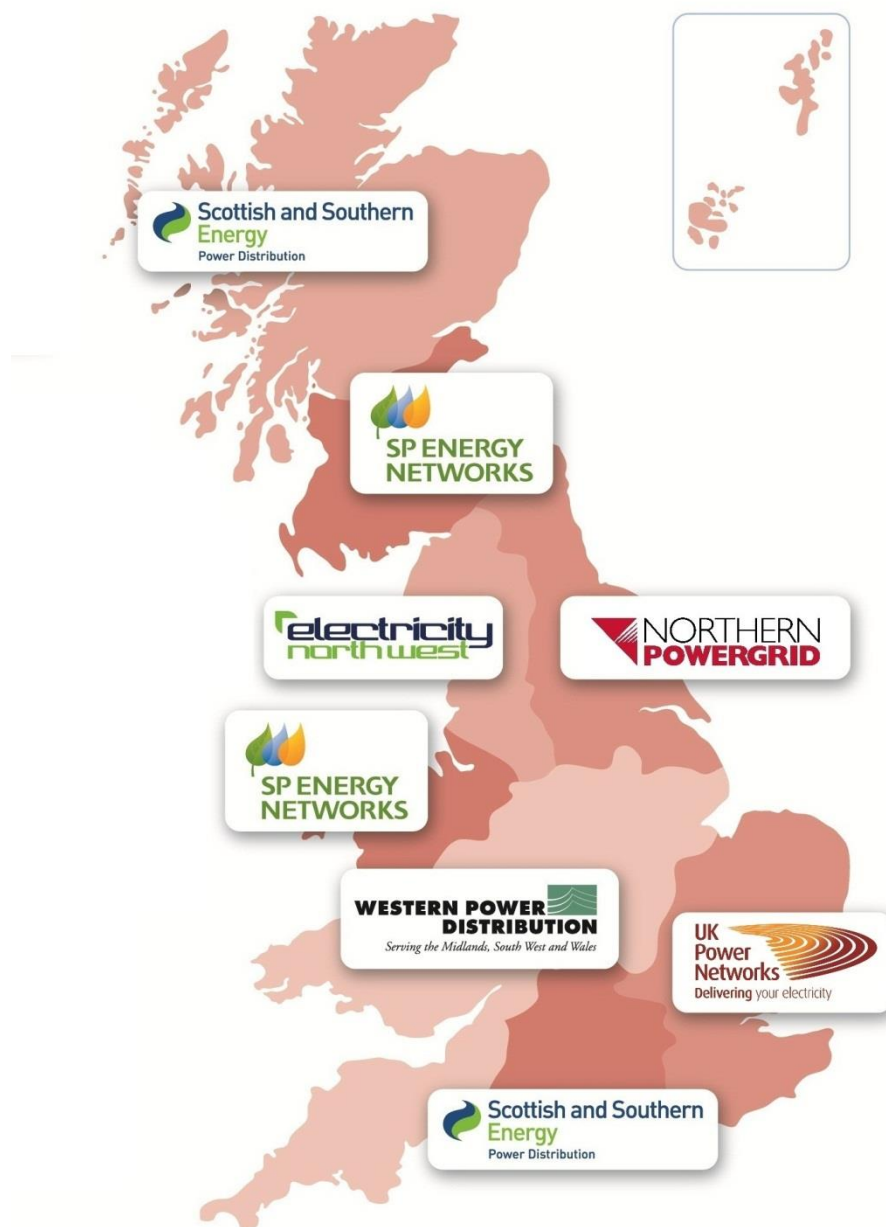 Scottish and Southern
Energy
Power Distribution
SP ENERGY
NETWORKS
electricity
north west
NORTHERN
POWERGRID
SP ENERGY
NETWORKS
WESTERN POWER
DISTRIBUTION
Serving the Midlands, South West and Wales
UK
Power
Networks
Delivering your electricity
Scottish and Southern
Energy
Power Distribution